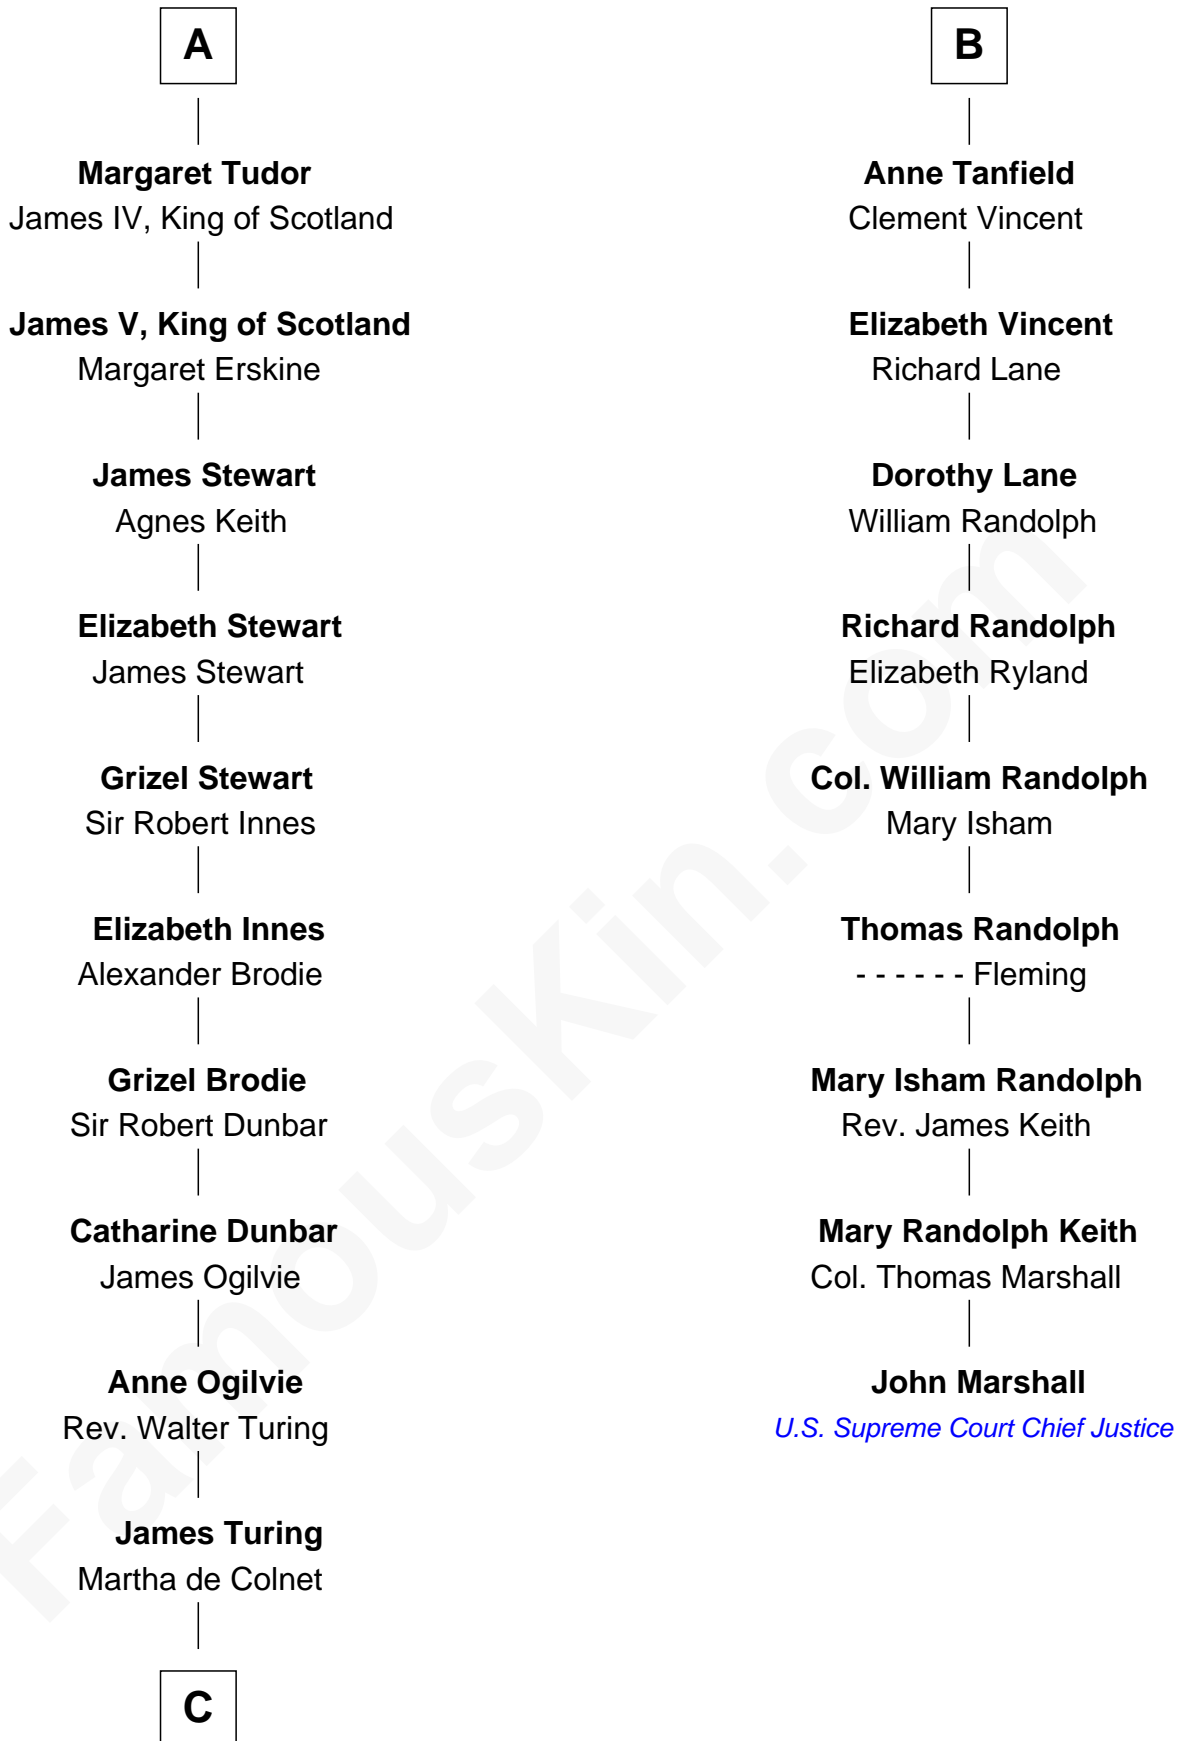 A
Margaret Tudor
James IV, King of Scotland
James V, King of Scotland
Margaret Erskine
James Stewart
Agnes Keith
Elizabeth Stewart
James Stewart
Grizel Stewart
Sir Robert Innes
Elizabeth Innes
Alexander Brodie
Grizel Brodie
Sir Robert Dunbar
Catharine Dunbar
James Ogilvie
Anne Ogilvie
Rev. Walter Turing
James Turing
Martha de Colnet
C
B
Anne Tanfield
Clement Vincent
Elizabeth Vincent
Richard Lane
Dorothy Lane
William Randolph
Richard Randolph
Elizabeth Ryland
Col. William Randolph
Mary Isham
Thomas Randolph
- - - - - - Fleming
Mary Isham Randolph
Rev. James Keith
Mary Randolph Keith
Col. Thomas Marshall
John Marshall
U.S. Supreme Court Chief Justice
FamousKin.com